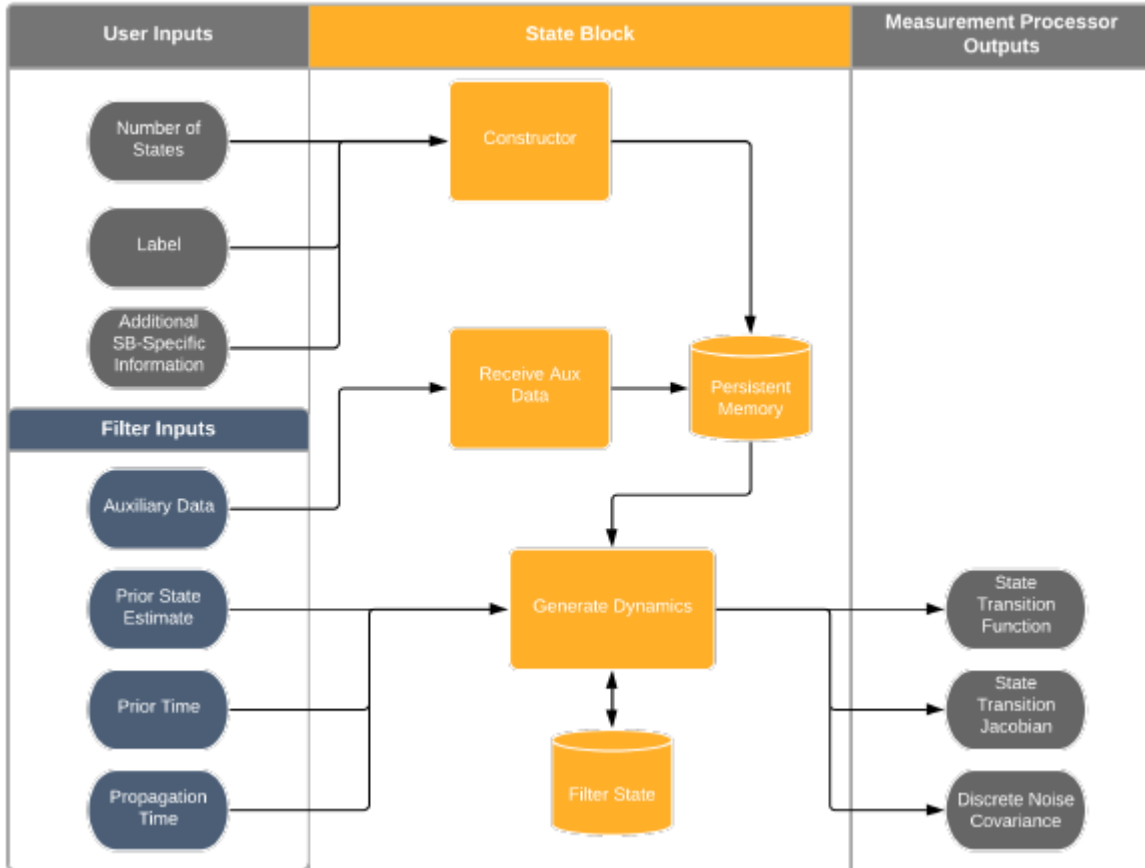 User Inputs
State Block
Measurement Processor
Outputs
Number of
States
Constructor
Label
Additional
SB-Specific
Information
Receive Aux
Data
Persistent
Memory
Filter Inputs
Auxiliary Data
Prior State
Estimate
Generate Dynamics
State
Transition
Function
Prior Time
State
Transition
Jacobian
Propagation
Time
Filter State
Discrete Noise
Covariance